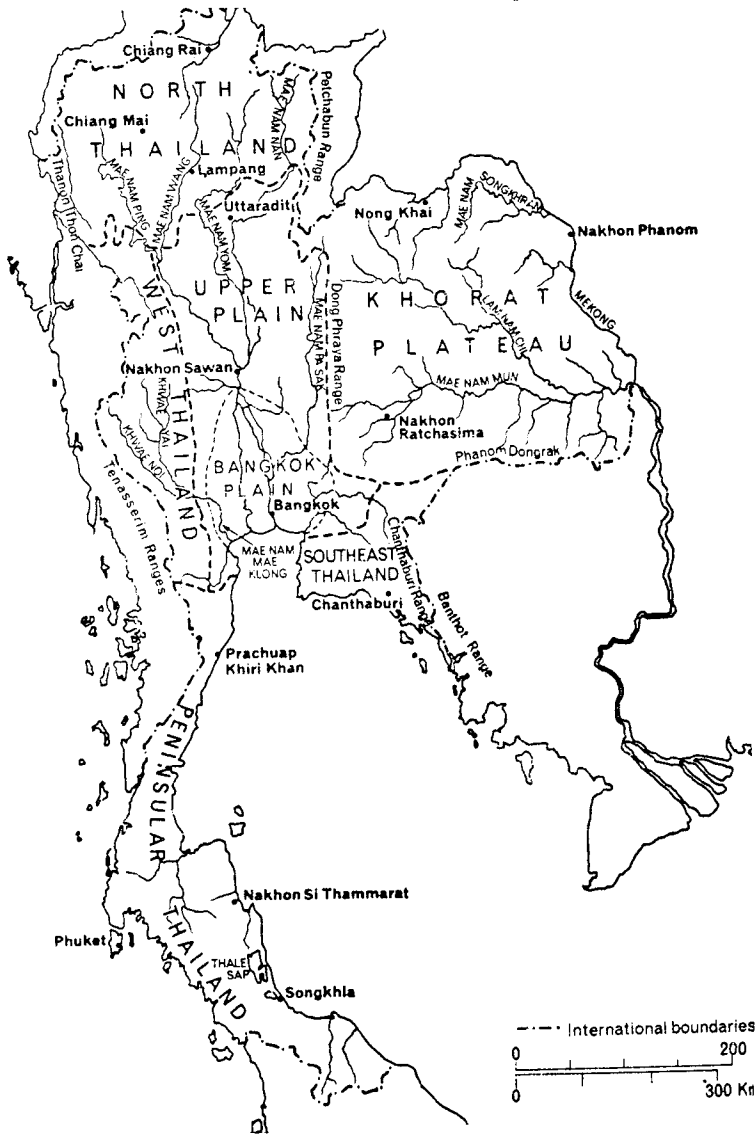 Chiang Rai
NORTH
THAILAND
Chiang Mai
MAE NAM NAN
Petchabun Range
Lampang
MAE NAM PING
MAE NAM WANG
Thanon Thon Chai
MAE NAM YOM
Uttaradit
Nong Khai
MAE NAM
SONGKHRAM
Nakhon Phanom
MEKONG
UPPER
PLAIN
KHORAT
PLATEAU
LAM NAM CHI
MAE NAM PA SAK
Dong Phraya Range
WEST THAILAND
Nakhon Sawan
MAE NAM MUN
KHWAE YAI
KHWAE NOI
Nakhon
Ratchasima
Phanom Dongrak
BANGKOK
PLAIN
Bangkok
Tenasserim Ranges
MAE NAM
MAE
KLONG
SOUTHEAST
THAILAND
Chanthaburi Range
Chanthaburi
Banthot Range
Prachuap
Khiri Khan
PENINSULAR
THAILAND
Nakhon Si Thammarat
Phuket
THALE
SAP
Songkhla
International boundaries
0 200
0 300 Km